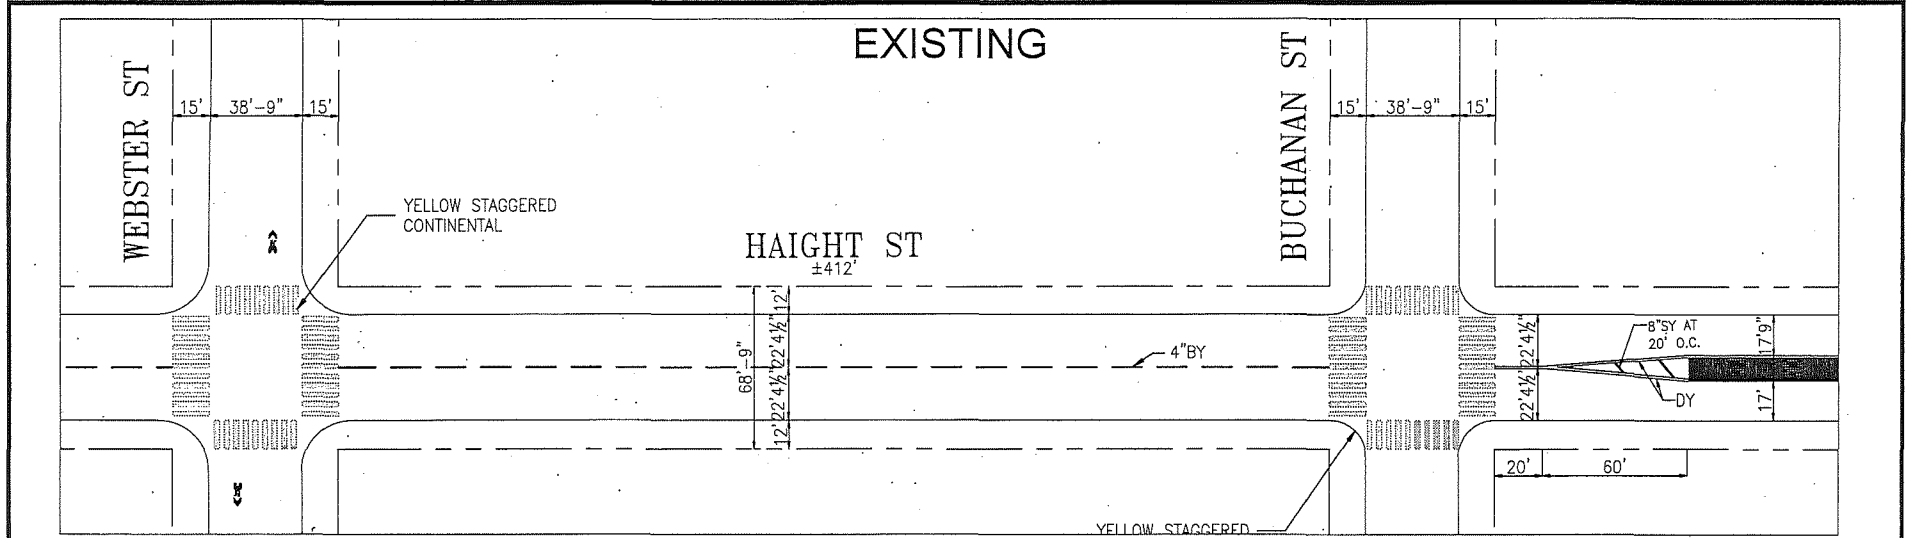 EXISTING
WEBSTER ST
BUCHANAN ST
15' 38'-9" 15'
15' 38'-9" 15'
YELLOW STAGGERED
CONTINENTAL
HAIGHT ST
±412'
12'
22'4½"
22'4½"
12'
68'-9"
4"BY
22'4½"
22'4½"
8"SY AT
20' O.C.
17'9"
17'
DY
20' 60'
YELLOW STAGGERED